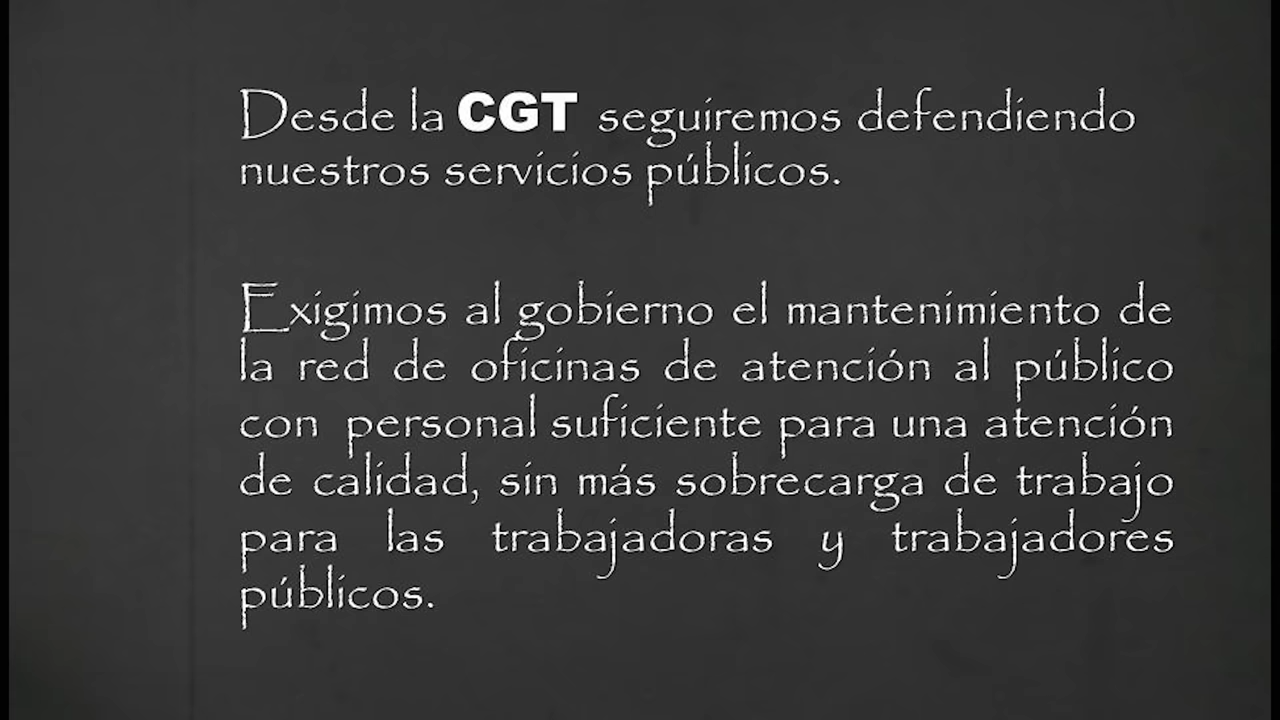 Desde la CGT seguiremos defendiendo
nuestros servicios públicos.
Exigimos al gobierno el mantenimiento de
la red de oficinas de atención al público
con personal suficiente para una atención
de calidad, sin más sobrecarga de trabajo
para las trabajadoras y trabajadores
públicos.